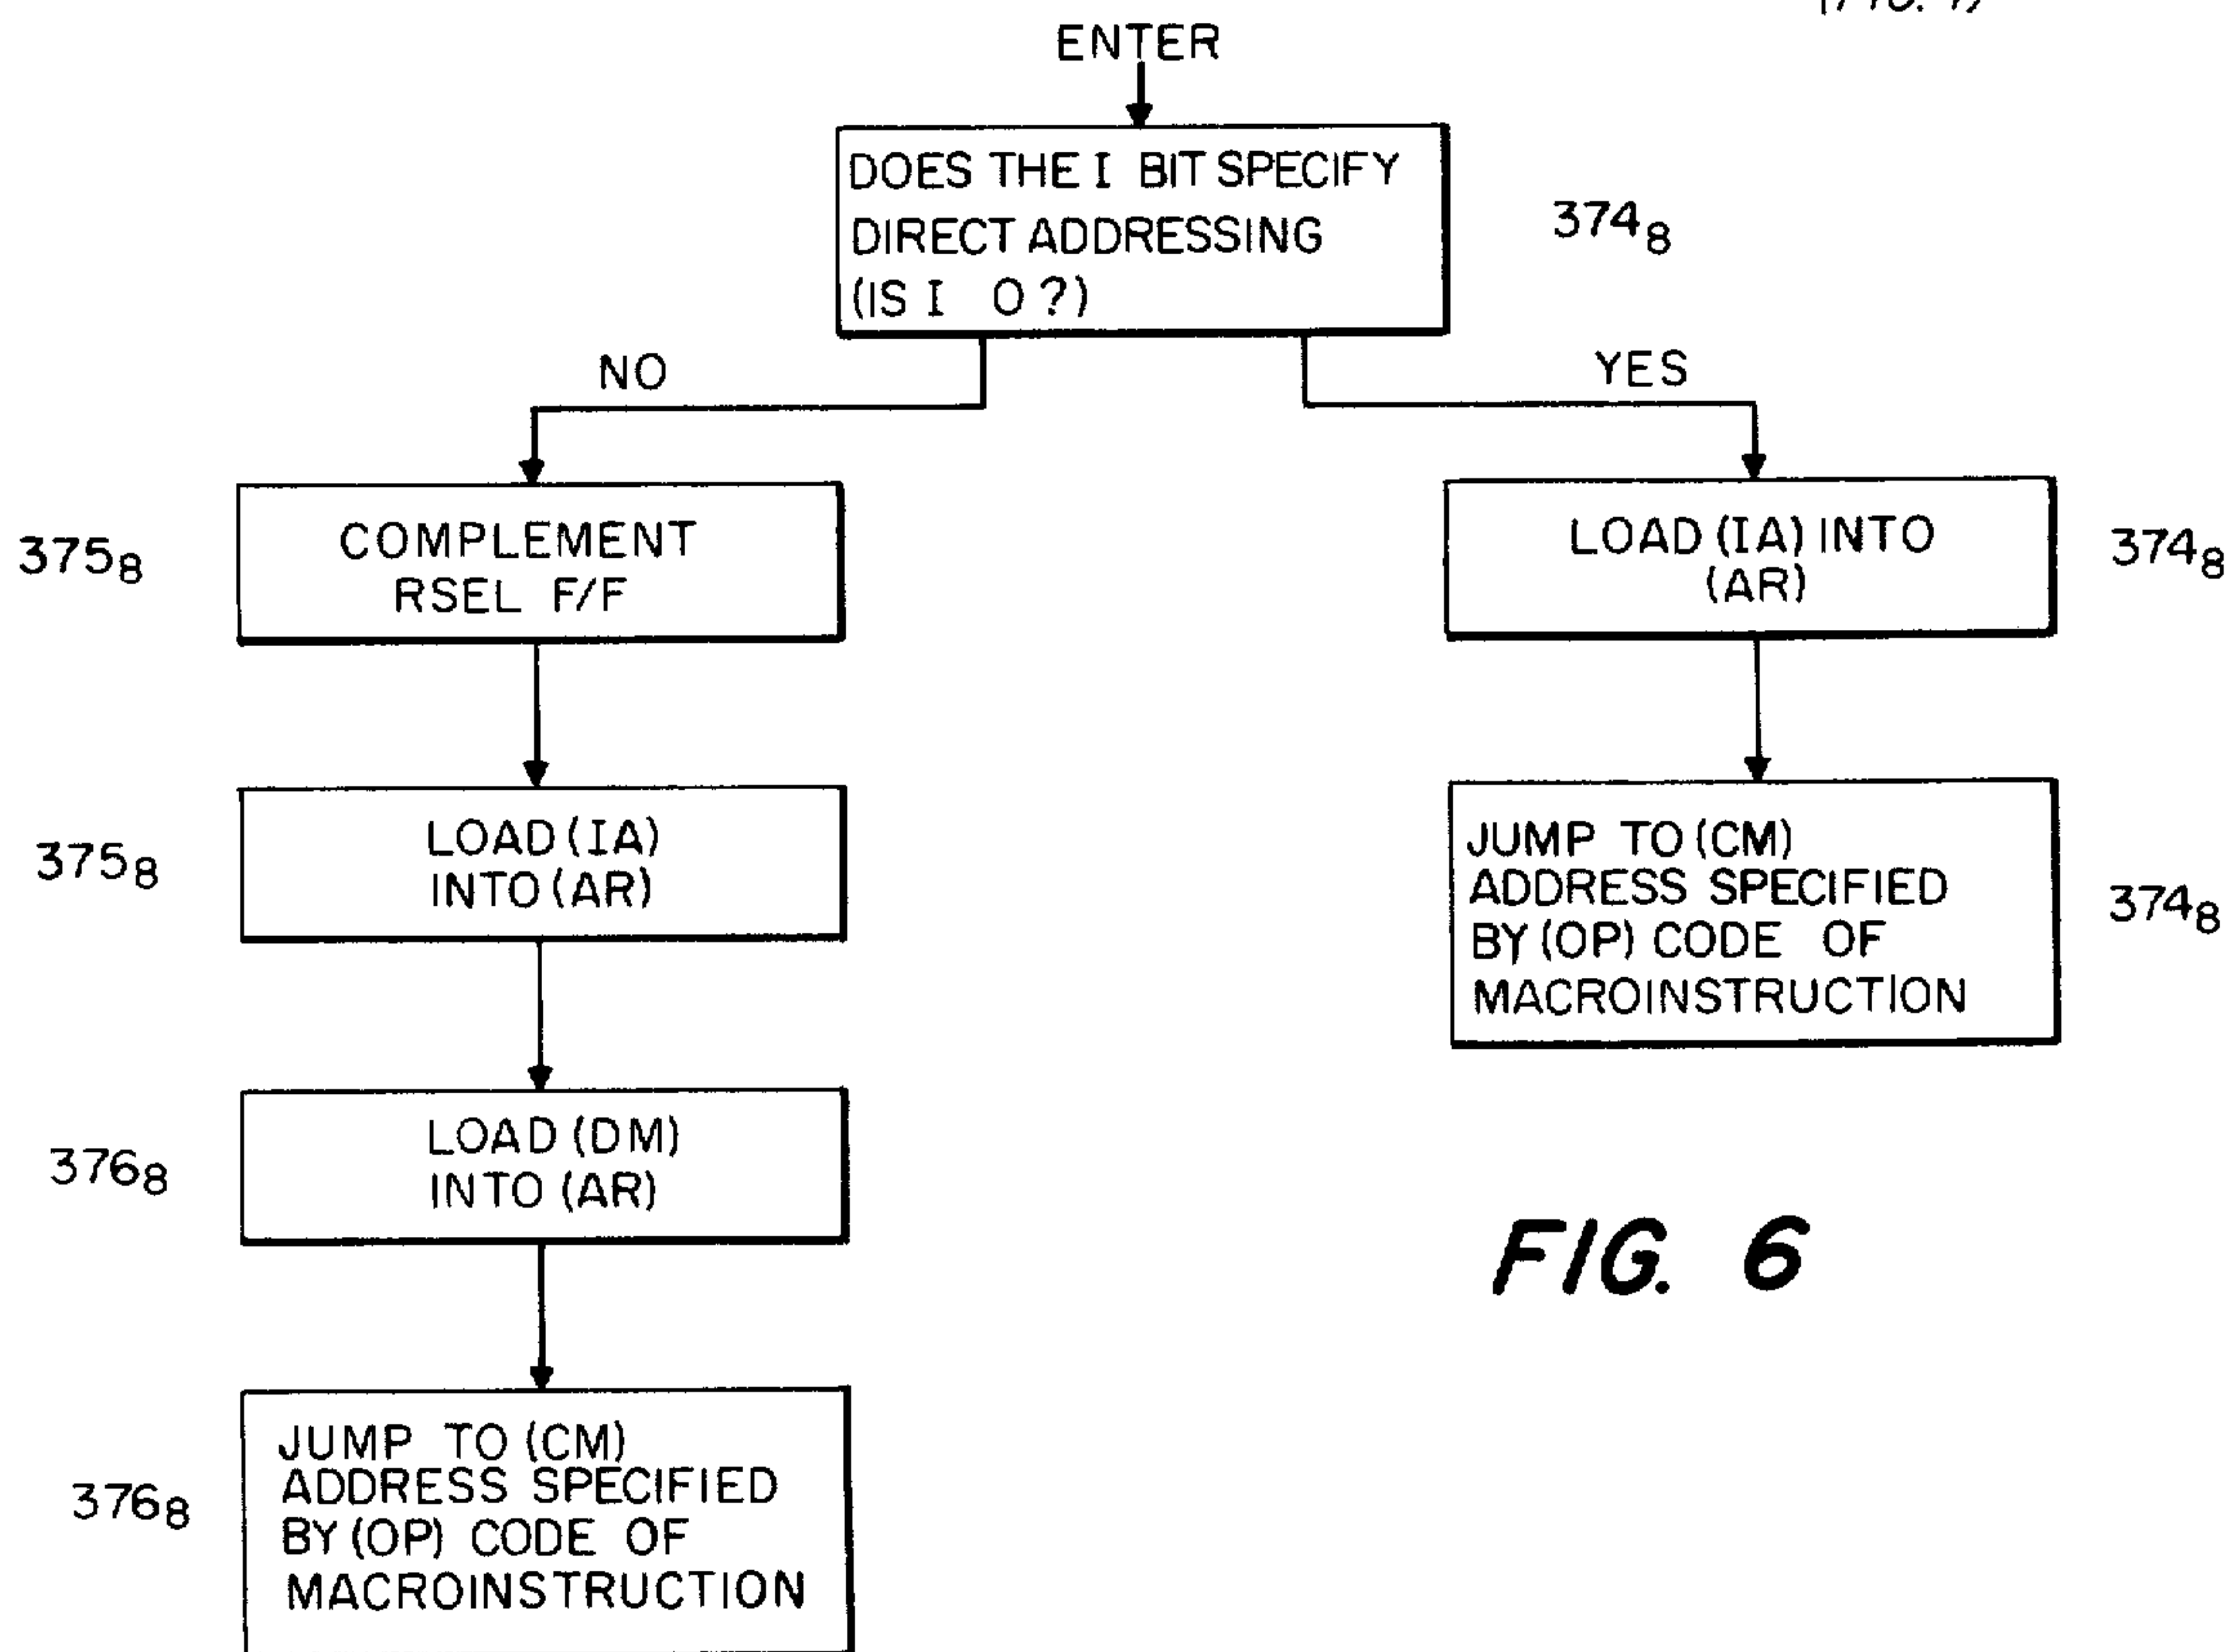 ENTER
DOES THE I BIT SPECIFY
DIRECT ADDRESSING
(IS I O ?)
374₈
NO
YES
375₈
COMPLEMENT
RSEL F/F
LOAD (IA) INTO
(AR)
374₈
375₈
LOAD (IA)
INTO (AR)
JUMP TO (CM)
ADDRESS SPECIFIED
BY (OP) CODE OF
MACROINSTRUCTION
374₈
376₈
LOAD (DM)
INTO (AR)
FIG. 6
376₈
JUMP TO (CM)
ADDRESS SPECIFIED
BY (OP) CODE OF
MACROINSTRUCTION